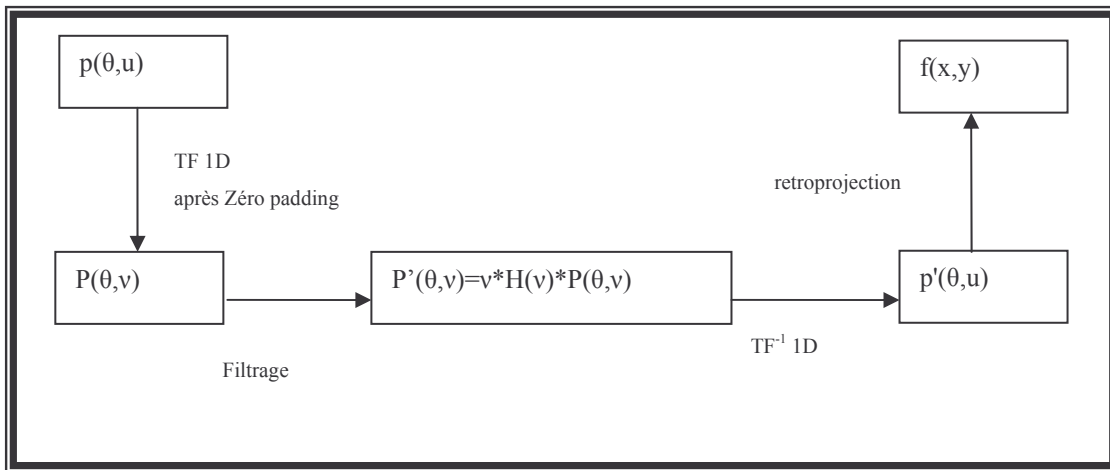 p(θ,u)
f(x,y)
TF 1D
après Zéro padding
retroprojection
P(θ,ν)
P’(θ,ν)=ν*H(ν)*P(θ,ν)
p'(θ,u)
TF⁻¹ 1D
Filtrage